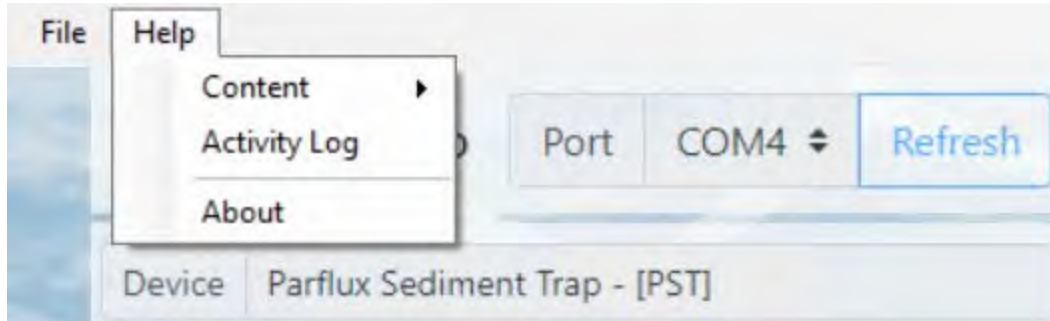 File Help
Content
Activity Log
About
Port COM4 Refresh
Device Parflux Sediment Trap - [PST]